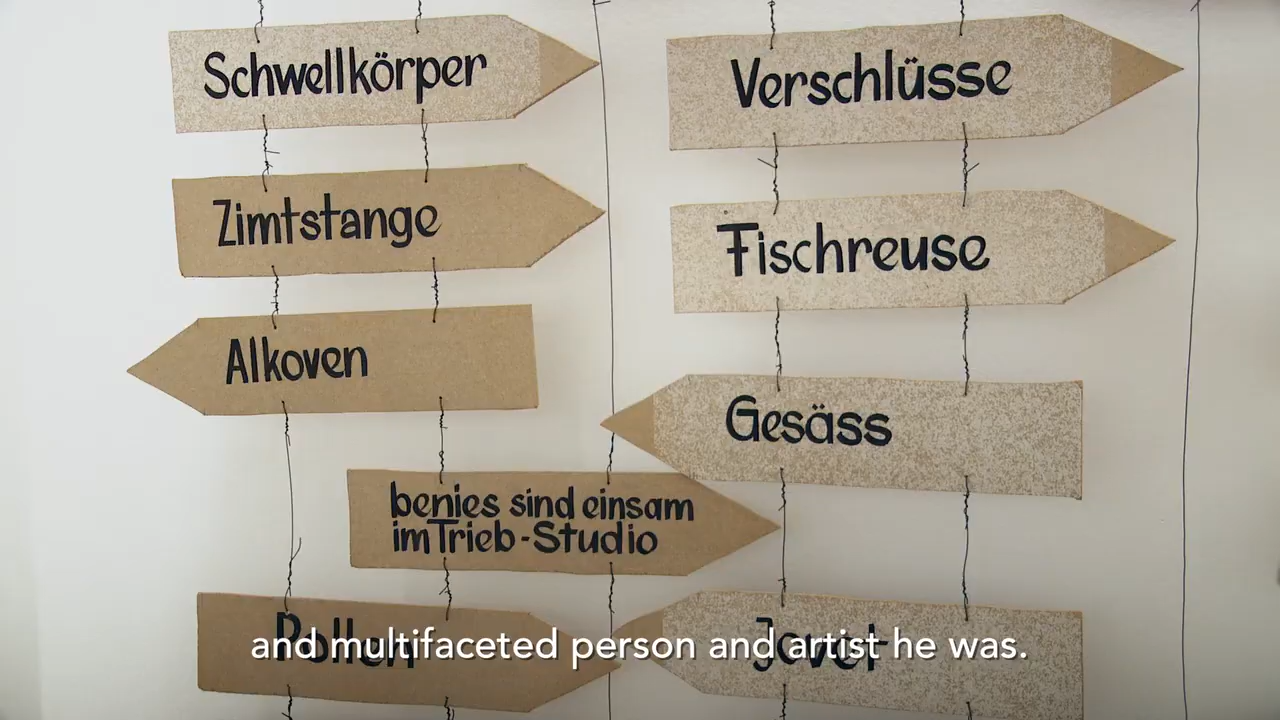 Schwellkörper
Verschlüsse
Zimtstange
Fischreuse
Alkoven
Gesäss
benies sind einsam
im Trieb-Studio
Pollen
and multifaceted person and artist he was.